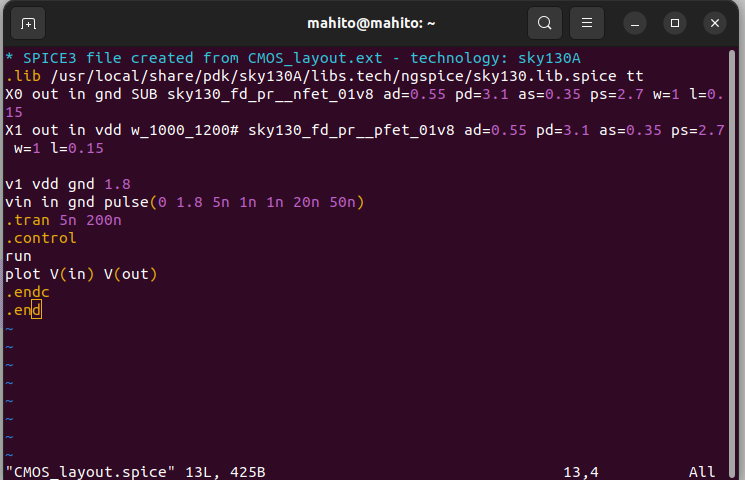 mahito@mahito: ~
* SPICE3 file created from CMOS_layout.ext - technology: sky130A
.lib /usr/local/share/pdk/sky130A/libs.tech/ngspice/sky130.lib.spice tt
X0 out in gnd SUB sky130_fd_pr__nfet_01v8 ad=0.55 pd=3.1 as=0.35 ps=2.7 w=1 l=0.
15
X1 out in vdd w_1000_1200# sky130_fd_pr__pfet_01v8 ad=0.55 pd=3.1 as=0.35 ps=2.7
 w=1 l=0.15

v1 vdd gnd 1.8
vin in gnd pulse(0 1.8 5n 1n 1n 20n 50n)
.tran 5n 200n
.control
run
plot V(in) V(out)
.endc
.end
~
~
~
~
~
~
~
~
"CMOS_layout.spice" 13L, 425B 13,4 All